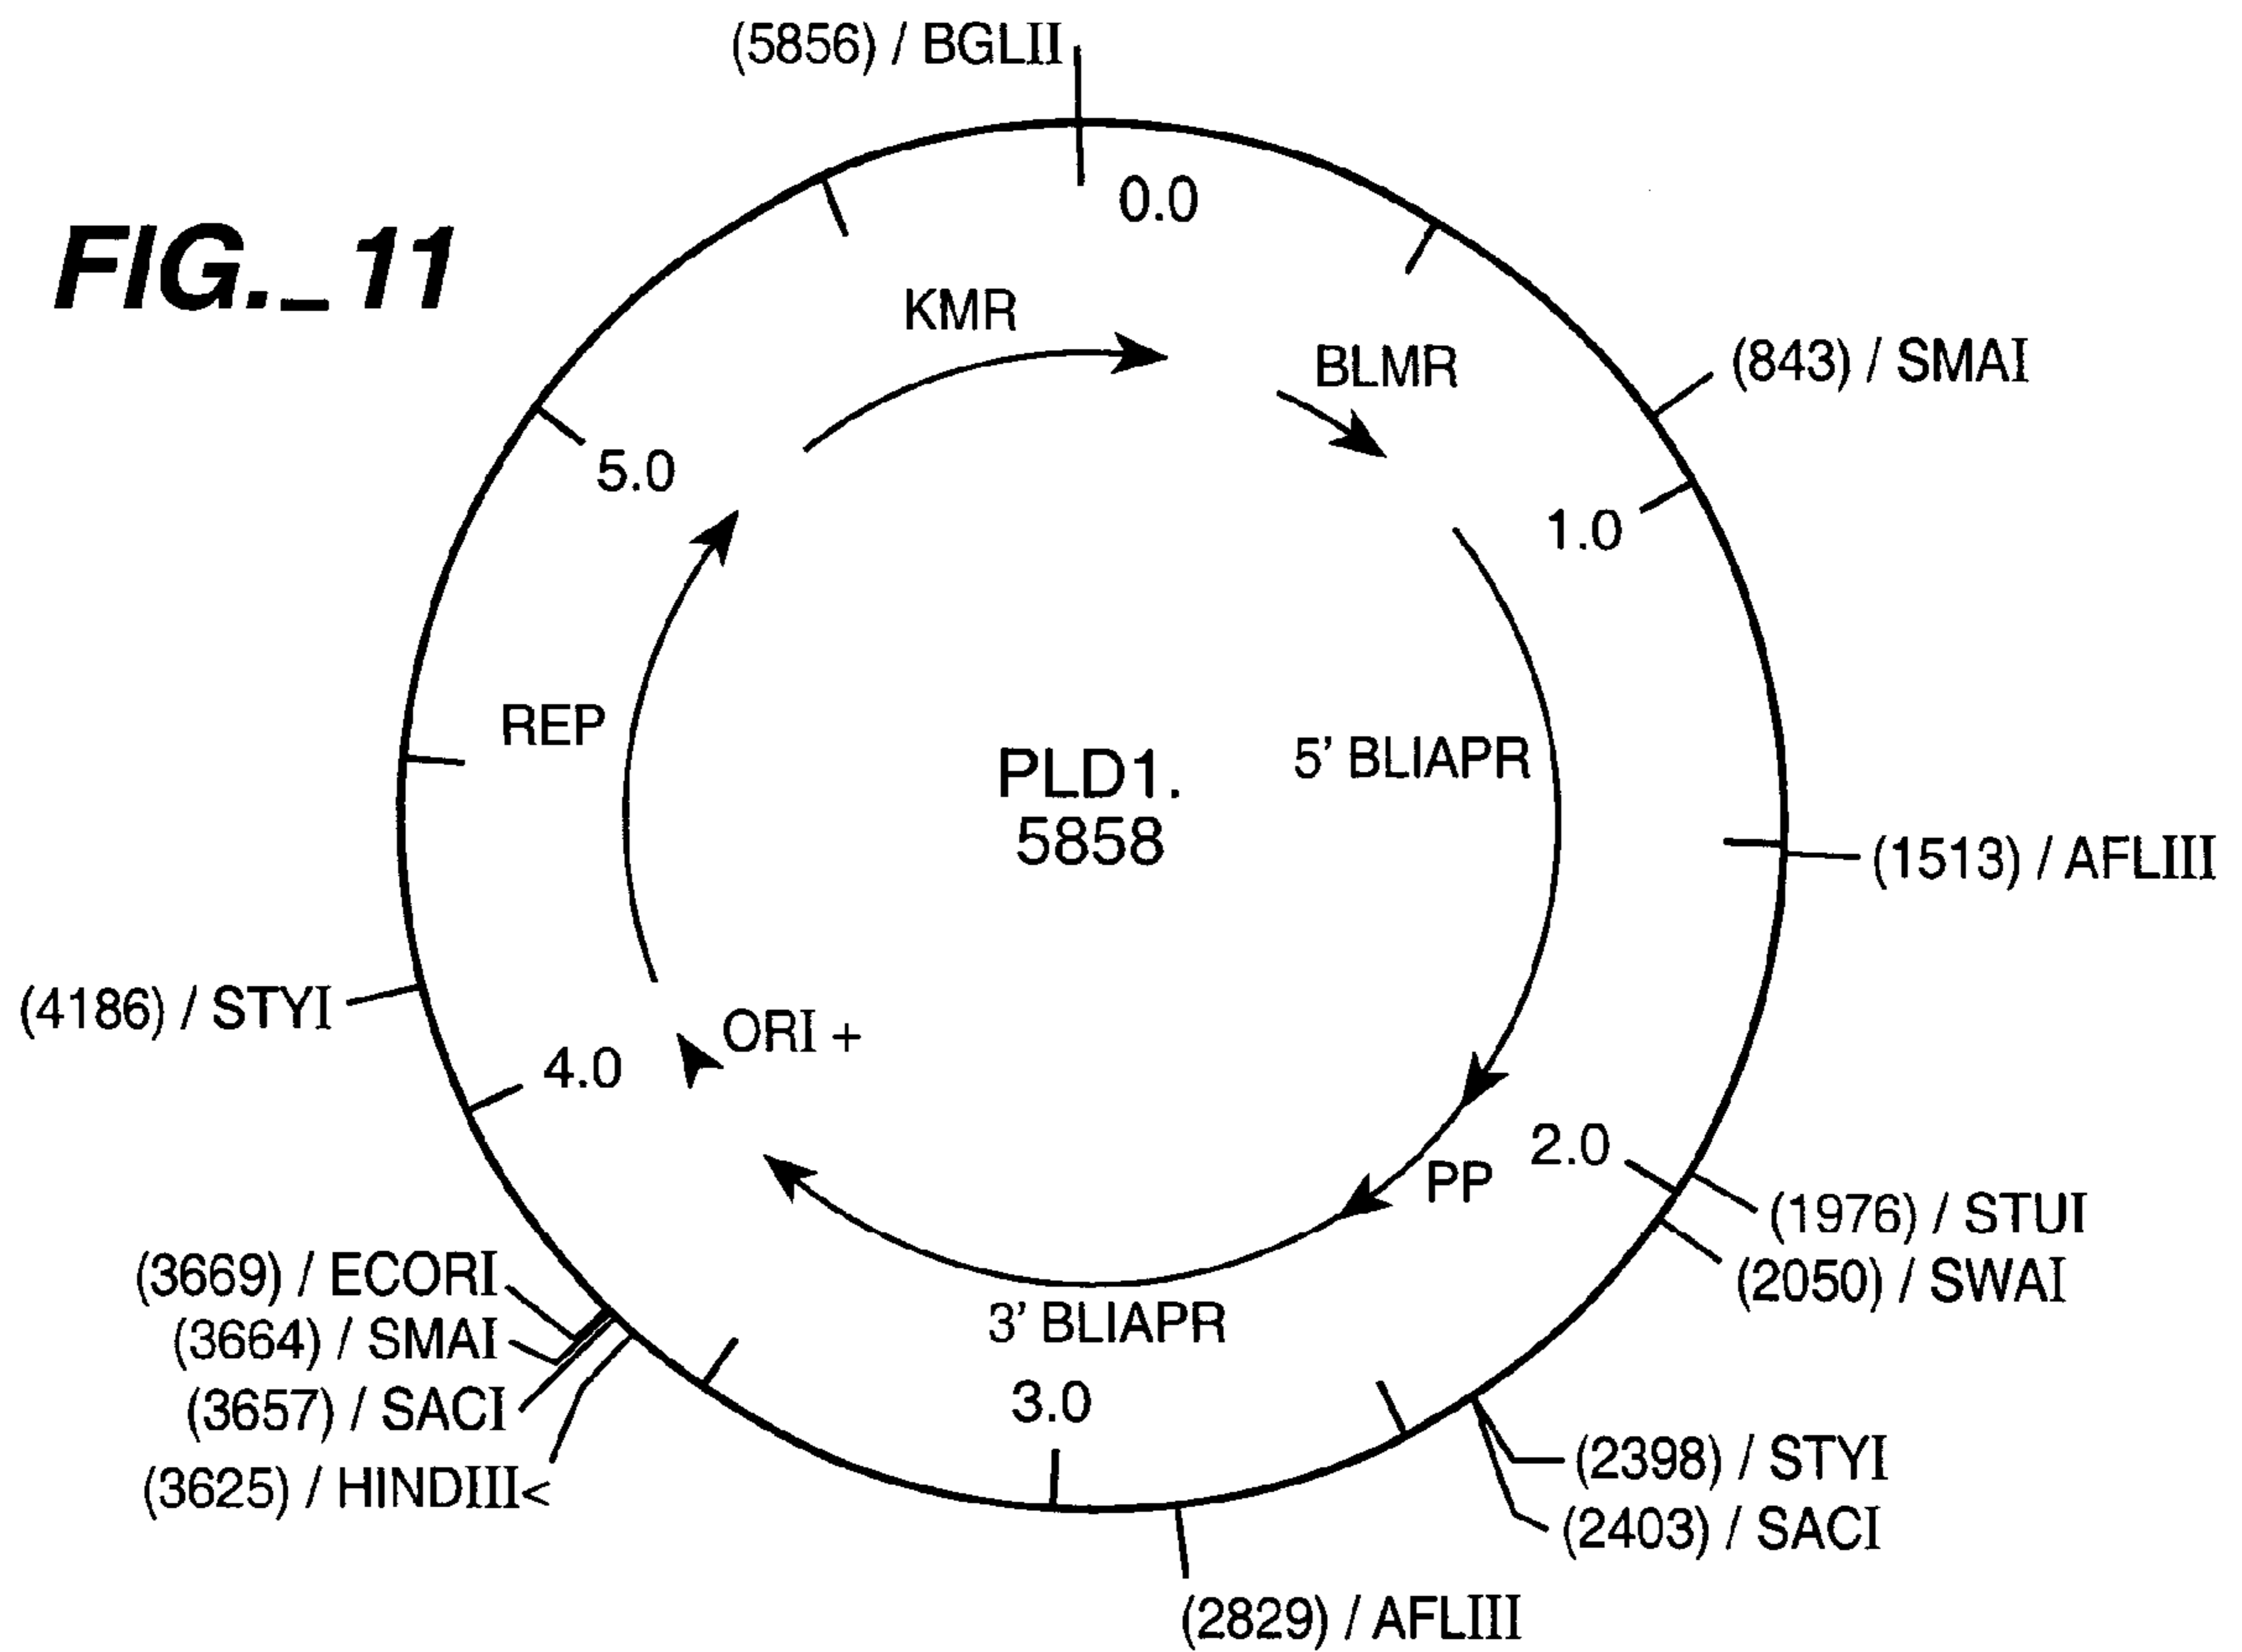 (5856) / BGLII
0.0
FIG._11
KMR
BLMR
(843) / SMAI
5.0
1.0
REP
PLD1.
5858
5' BLIAPR
(1513) / AFLIII
(4186) / STYI
ORI +
4.0
2.0
PP
(1976) / STUI
(2050) / SWAI
(3669) / ECORI
(3664) / SMAI
(3657) / SACI
(3625) / HINDIII<
3' BLIAPR
3.0
(2398) / STYI
(2403) / SACI
(2829) / AFLIII